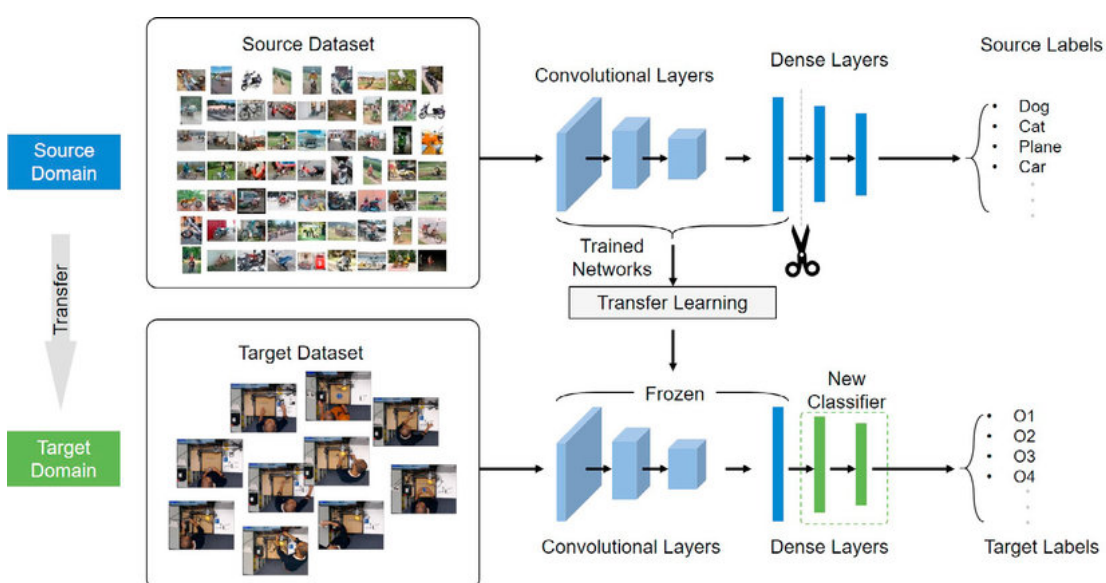 Source Dataset
Convolutional Layers
Dense Layers
Source Labels
Source
Domain
• Dog
• Cat
• Plane
• Car
Trained
Networks
Transfer Learning
Transfer
Target Dataset
Frozen
New
Classifier
Target
Domain
• O1
• O2
• O3
• O4
Convolutional Layers
Dense Layers
Target Labels